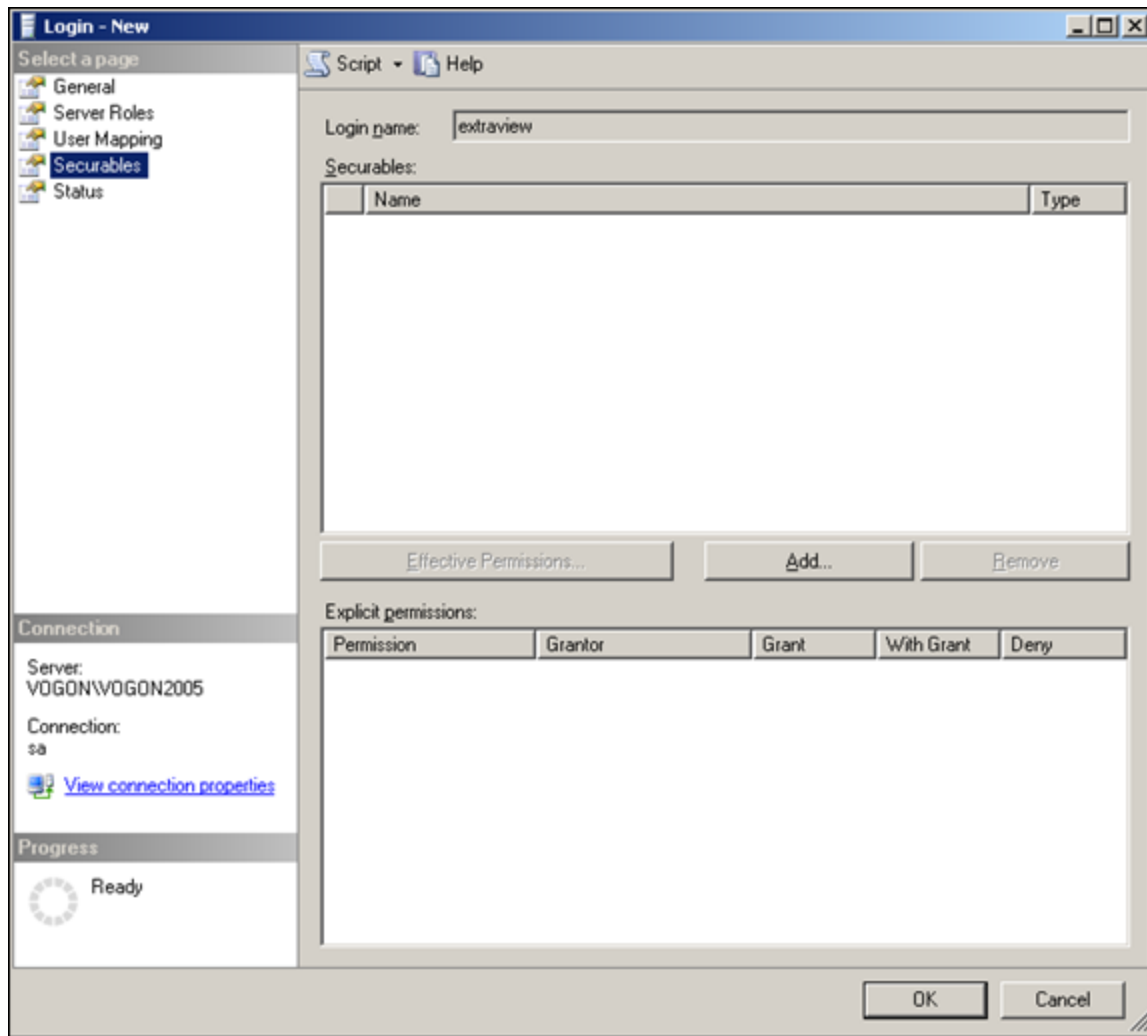 Login - New
Select a page
General
Server Roles
User Mapping
Securables
Status
Script Help
Login name: extraview
Securables:
Name Type
Effective Permissions... Add... Remove
Explicit permissions:
Permission Grantor Grant With Grant Deny
Connection
Server:
VOGON\VOGON2005
Connection:
sa
View connection properties
Progress
Ready
OK Cancel